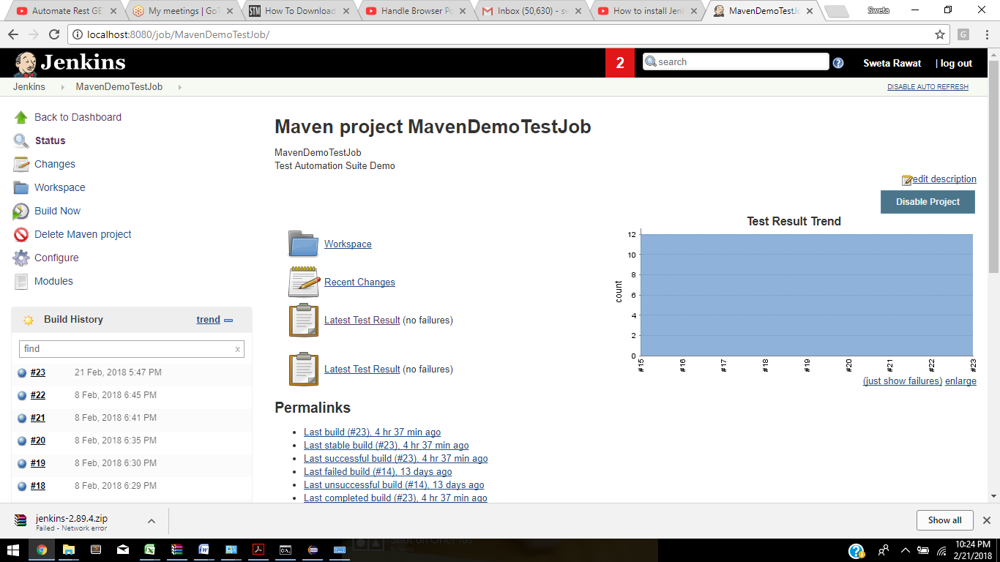 Automate Rest GE
My meetings | GoT
How To Download
Handle Browser Po
Inbox (50,630) - sw
How to install Jen
MavenDemoTestJo
Sweta
localhost:8080/job/MavenDemoTestJob/
G
Jenkins
2
search
Sweta Rawat
| log out
Jenkins
MavenDemoTestJob
DISABLE AUTO REFRESH
Back to Dashboard
Status
Changes
Workspace
Build Now
Delete Maven project
Configure
Modules
Build History
trend
find
x
#23 21 Feb, 2018 5:47 PM
#22 8 Feb, 2018 6:45 PM
#21 8 Feb, 2018 6:41 PM
#20 8 Feb, 2018 6:35 PM
#19 8 Feb, 2018 6:30 PM
#18 8 Feb, 2018 6:29 PM
Maven project MavenDemoTestJob
MavenDemoTestJob
Test Automation Suite Demo
edit description
Disable Project
Workspace
Recent Changes
Latest Test Result (no failures)
Latest Test Result (no failures)
Test Result Trend
count
12
10
8
6
4
2
0
#15
#16
#17
#18
#19
#20
#21
#22
#23
(just show failures) enlarge
Permalinks
Last build (#23), 4 hr 37 min ago
Last stable build (#23), 4 hr 37 min ago
Last successful build (#23), 4 hr 37 min ago
Last failed build (#14), 13 days ago
Last unsuccessful build (#14), 13 days ago
Last completed build (#23), 4 hr 37 min ago
jenkins-2.89.4.zip
Failed - Network error
Show all
Shot on OnePlus
10:24 PM
2/21/2018